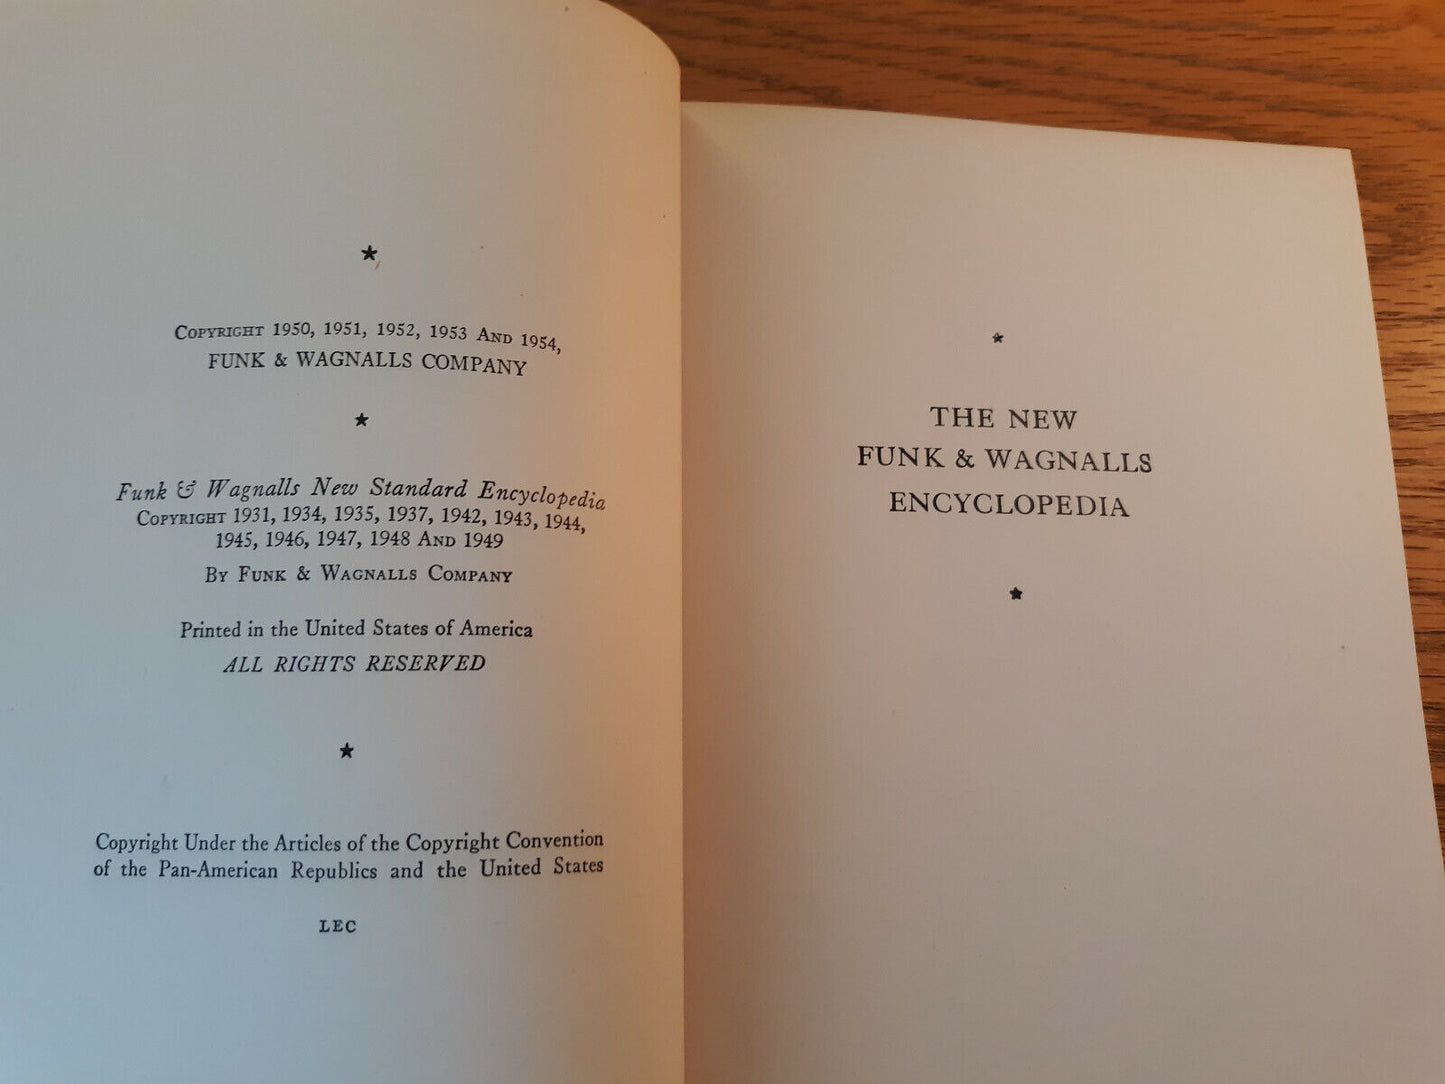 ★
COPYRIGHT 1950, 1951, 1952, 1953 AND 1954,
FUNK & WAGNALLS COMPANY
★
Funk & Wagnalls New Standard Encyclopedia
COPYRIGHT 1931, 1934, 1935, 1937, 1942, 1943, 1944,
1945, 1946, 1947, 1948 AND 1949
BY FUNK & WAGNALLS COMPANY
Printed in the United States of America
ALL RIGHTS RESERVED
★
Copyright Under the Articles of the Copyright Convention
of the Pan-American Republics and the United States
LEC
★
THE NEW
FUNK & WAGNALLS
ENCYCLOPEDIA
★